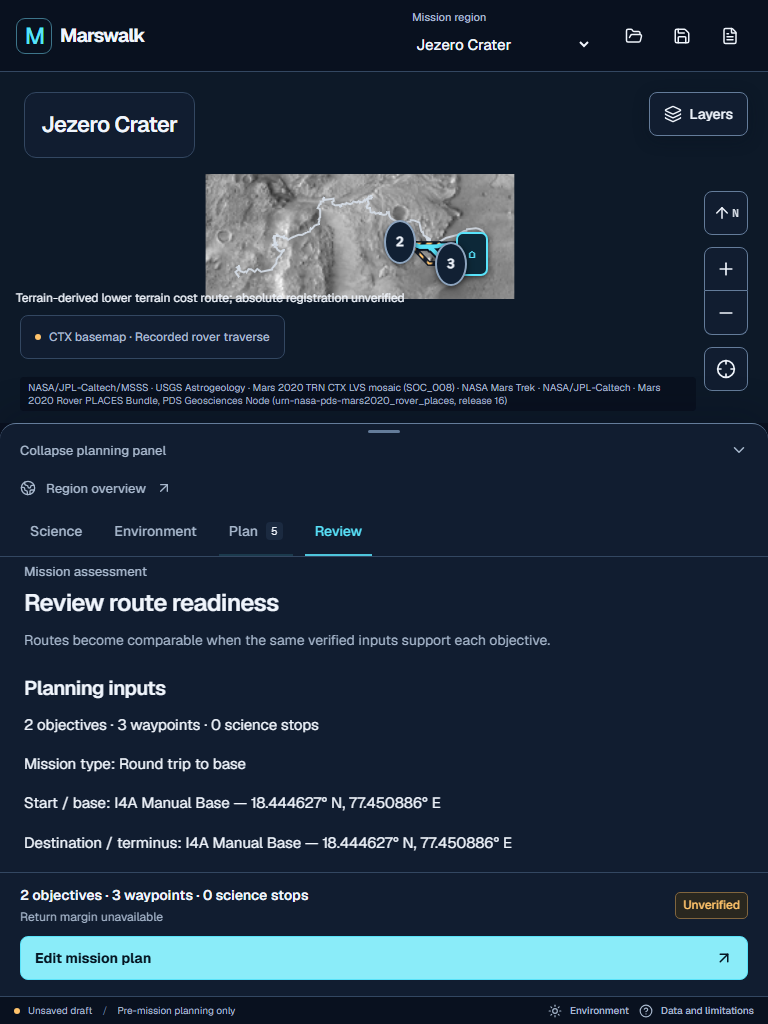 M Marswalk
Mission region
Jezero Crater
Jezero Crater
Layers
N
2
3
Terrain-derived lower terrain cost route; absolute registration unverified
CTX basemap · Recorded rover traverse
NASA/JPL-Caltech/MSSS · USGS Astrogeology · Mars 2020 TRN CTX LVS mosaic (SOC_008) · NASA Mars Trek · NASA/JPL-Caltech · Mars
2020 Rover PLACES Bundle, PDS Geosciences Node (urn-nasa-pds-mars2020_rover_places, release 16)
Collapse planning panel
Region overview
Science Environment Plan 5 Review
Mission assessment
Review route readiness
Routes become comparable when the same verified inputs support each objective.
Planning inputs
2 objectives · 3 waypoints · 0 science stops
Mission type: Round trip to base
Start / base: I4A Manual Base — 18.444627° N, 77.450886° E
Destination / terminus: I4A Manual Base — 18.444627° N, 77.450886° E
2 objectives · 3 waypoints · 0 science stops
Return margin unavailable
Unverified
Edit mission plan
Unsaved draft / Pre-mission planning only Environment Data and limitations